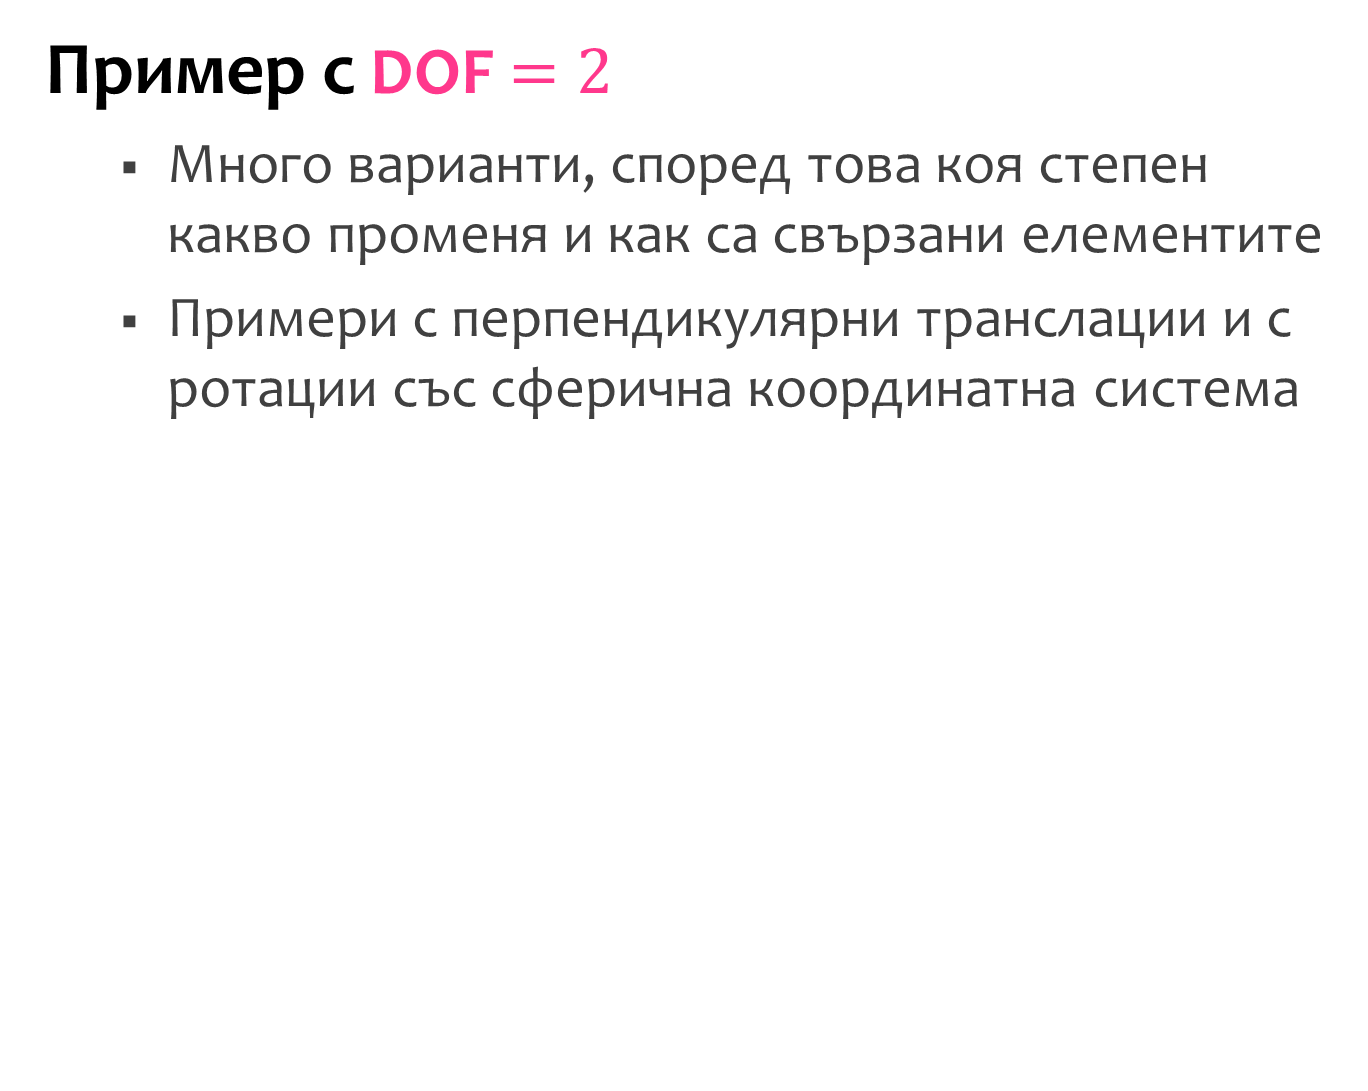 Пример с DOF = 2
▪ Много варианти, според това коя степен
какво променя и как са свързани елементите
▪ Примери с перпендикулярни транслации и с
ротации със сферична координатна система